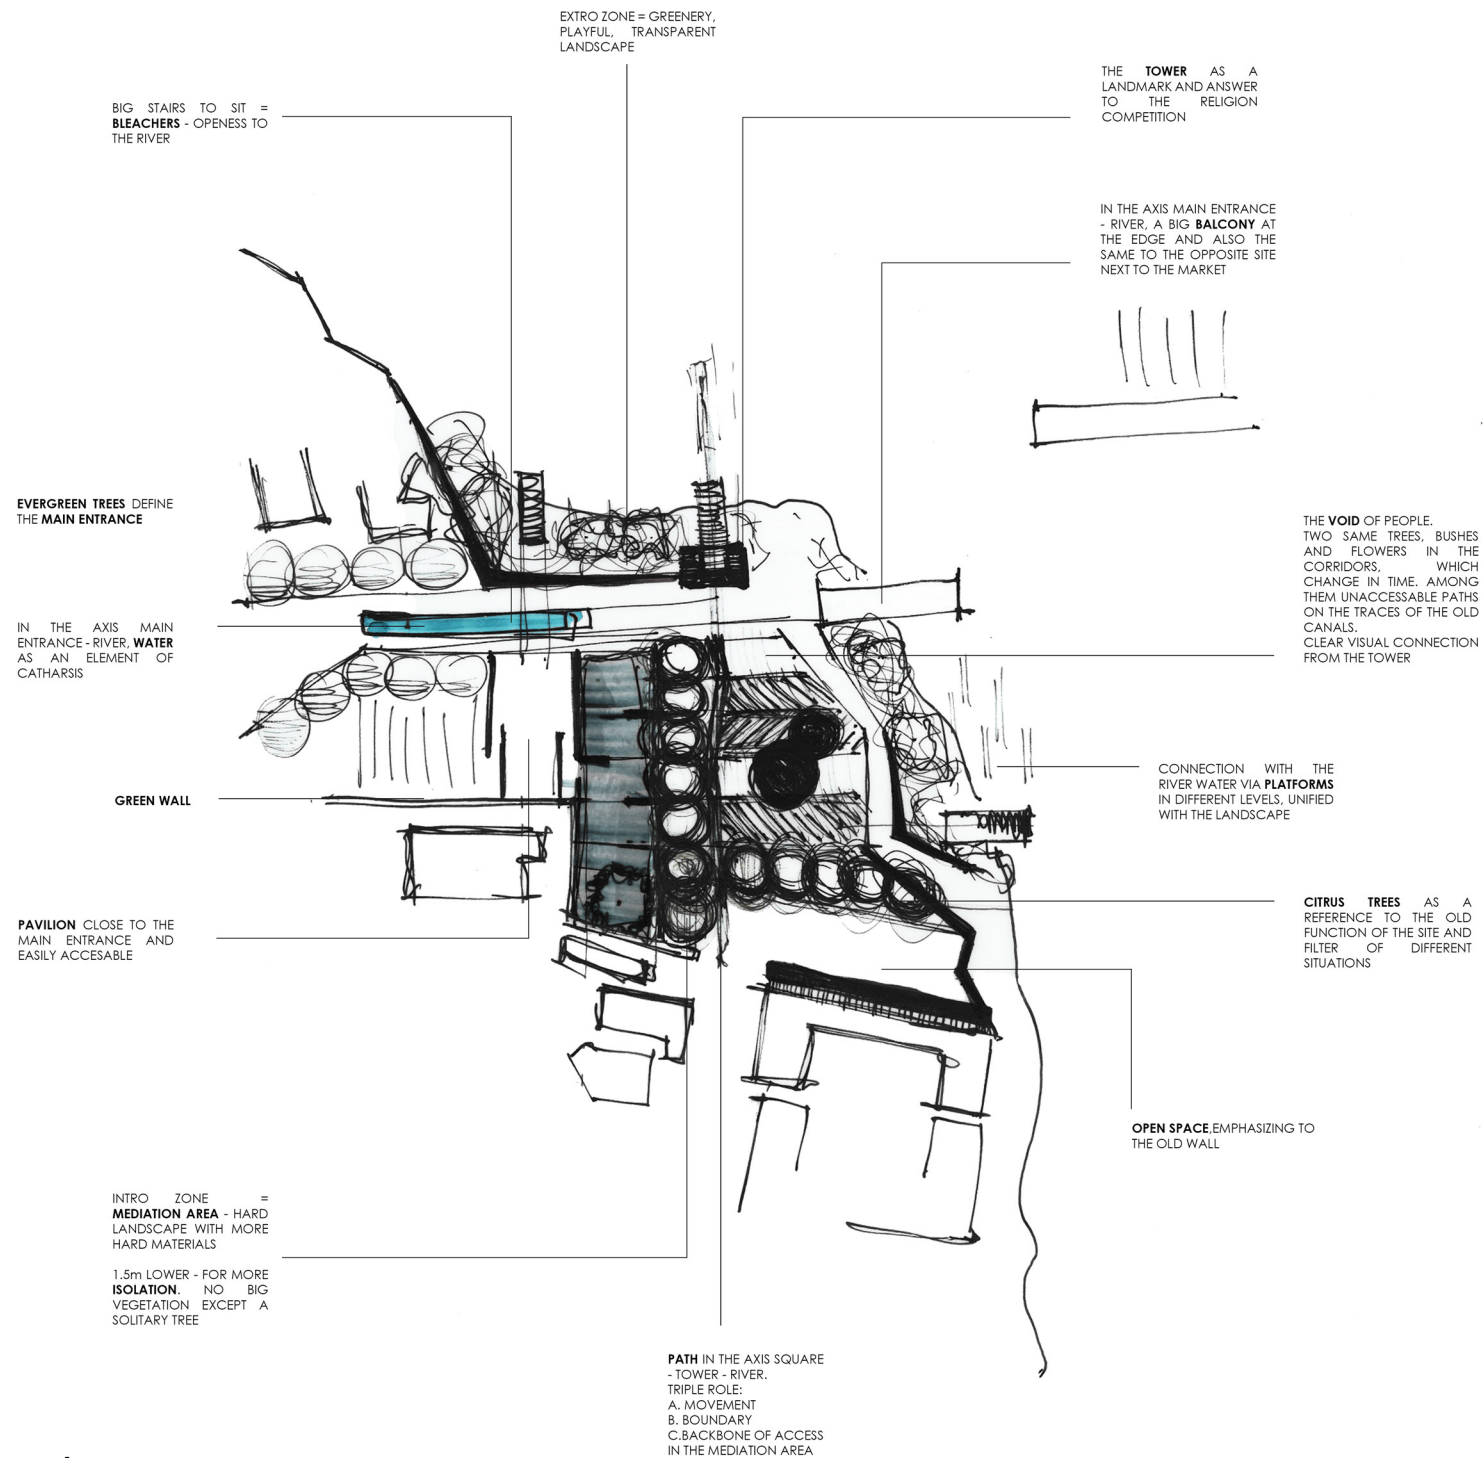 EXTRO ZONE = GREENERY,
PLAYFUL, TRANSPARENT
LANDSCAPE
THE TOWER AS A
LANDMARK AND ANSWER
TO THE RELIGION
COMPETITION
BIG STAIRS TO SIT =
BLEACHERS - OPENESS TO
THE RIVER
IN THE AXIS MAIN ENTRANCE
- RIVER, A BIG BALCONY AT
THE EDGE AND ALSO THE
SAME TO THE OPPOSITE SITE
NEXT TO THE MARKET
EVERGREEN TREES DEFINE
THE MAIN ENTRANCE
THE VOID OF PEOPLE.
TWO SAME TREES, BUSHES
AND FLOWERS IN THE
CORRIDORS, WHICH
CHANGE IN TIME. AMONG
THEM UNACCESSABLE PATHS
ON THE TRACES OF THE OLD
CANALS.
CLEAR VISUAL CONNECTION
FROM THE TOWER
IN THE AXIS MAIN
ENTRANCE - RIVER, WATER
AS AN ELEMENT OF
CATHARSIS
CONNECTION WITH THE
RIVER WATER VIA PLATFORMS
IN DIFFERENT LEVELS, UNIFIED
WITH THE LANDSCAPE
GREEN WALL
CITRUS TREES AS A
REFERENCE TO THE OLD
FUNCTION OF THE SITE AND
FILTER OF DIFFERENT
SITUATIONS
PAVILION CLOSE TO THE
MAIN ENTRANCE AND
EASILY ACCESABLE
OPEN SPACE,EMPHASIZING TO
THE OLD WALL
INTRO ZONE =
MEDIATION AREA - HARD
LANDSCAPE WITH MORE
HARD MATERIALS
1.5m LOWER - FOR MORE
ISOLATION. NO BIG
VEGETATION EXCEPT A
SOLITARY TREE
PATH IN THE AXIS SQUARE
- TOWER - RIVER.
TRIPLE ROLE:
A. MOVEMENT
B. BOUNDARY
C.BACKBONE OF ACCESS
IN THE MEDIATION AREA